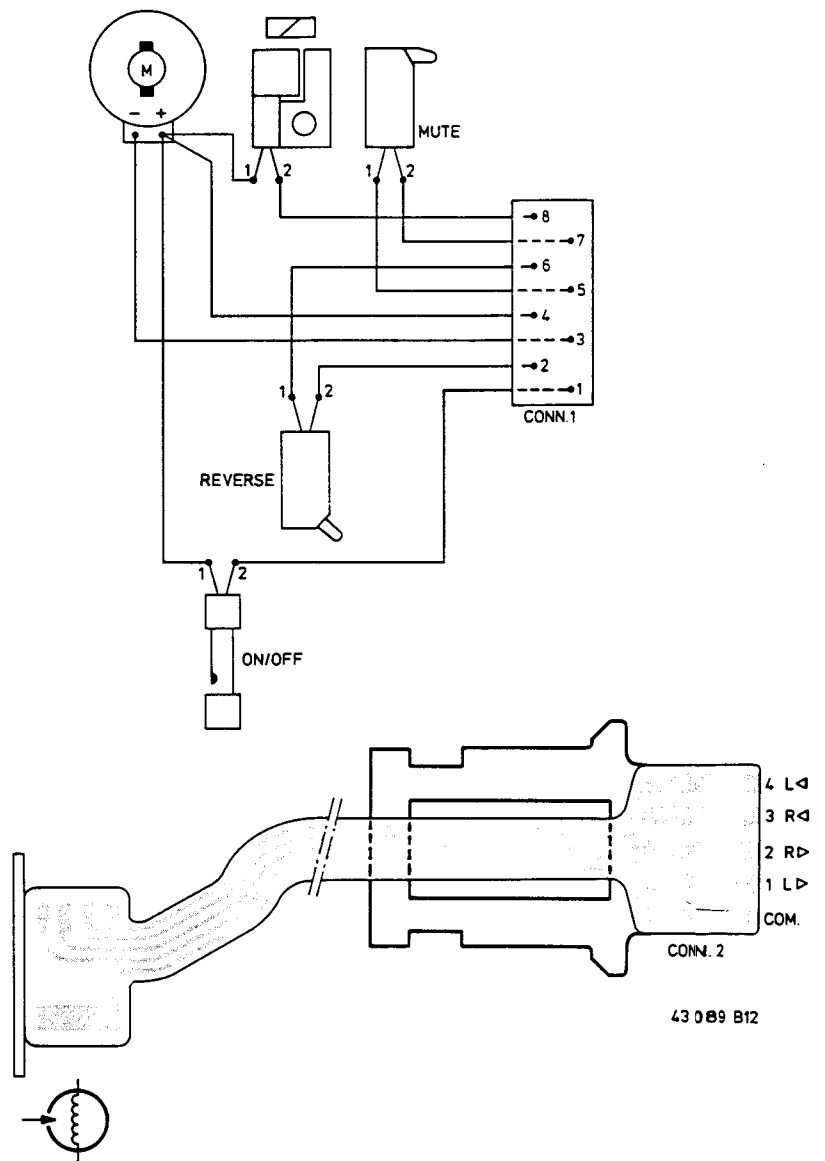 M
- +
1 2
1 2
MUTE
8
7
6
5
4
3
2
1
CONN.1
1 2
REVERSE
1 2
ON/OFF
4 L◁
3 R◁
2 R▷
1 L▷
COM.
CONN. 2
43 089 B12